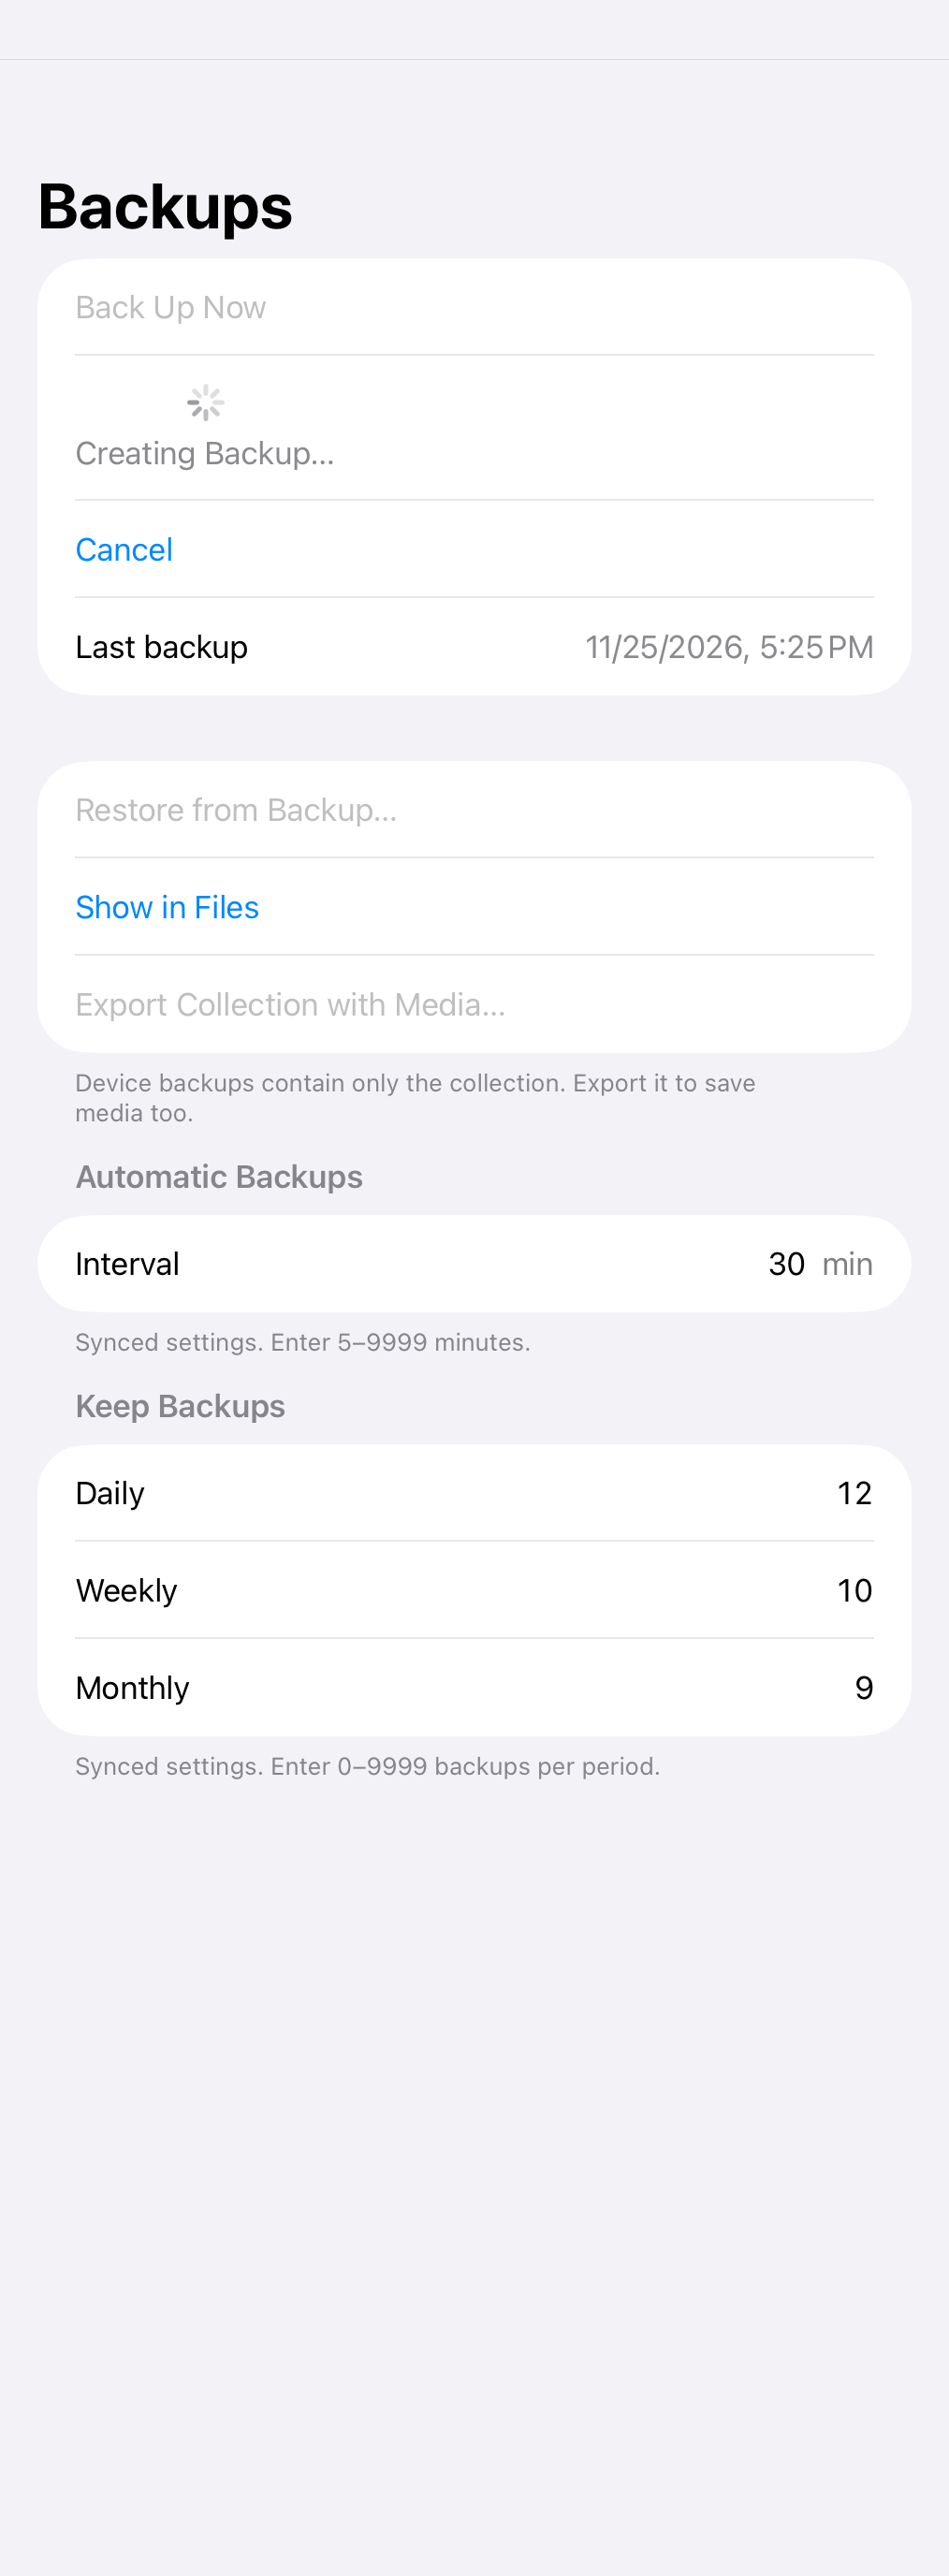 Backups
Back Up Now
Creating Backup...
Cancel
Last backup 11/25/2026, 5:25 PM
Restore from Backup...
Show in Files
Export Collection with Media...
Device backups contain only the collection. Export it to save
media too.
Automatic Backups
Interval 30 min
Synced settings. Enter 5–9999 minutes.
Keep Backups
Daily 12
Weekly 10
Monthly 9
Synced settings. Enter 0–9999 backups per period.